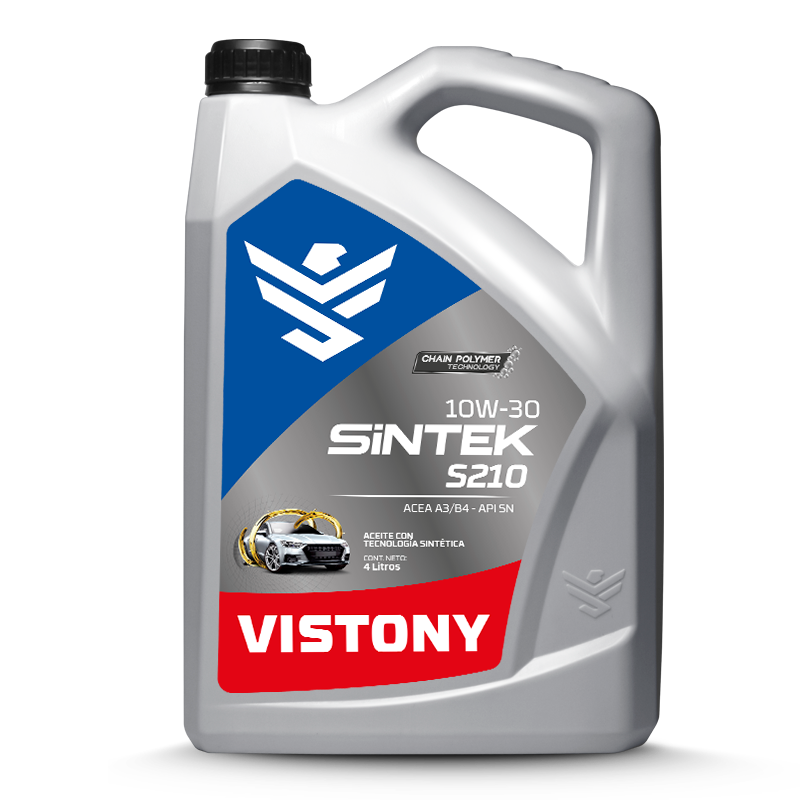 CHAIN POLYMER
TECHNOLOGY
10W-30
SiNTEK
S210
ACEA A3/B4 - API SN
ACEITE CON
TECNOLOGÍA SINTÉTICA
CONT. NETO:
4 Litros
VISTONY